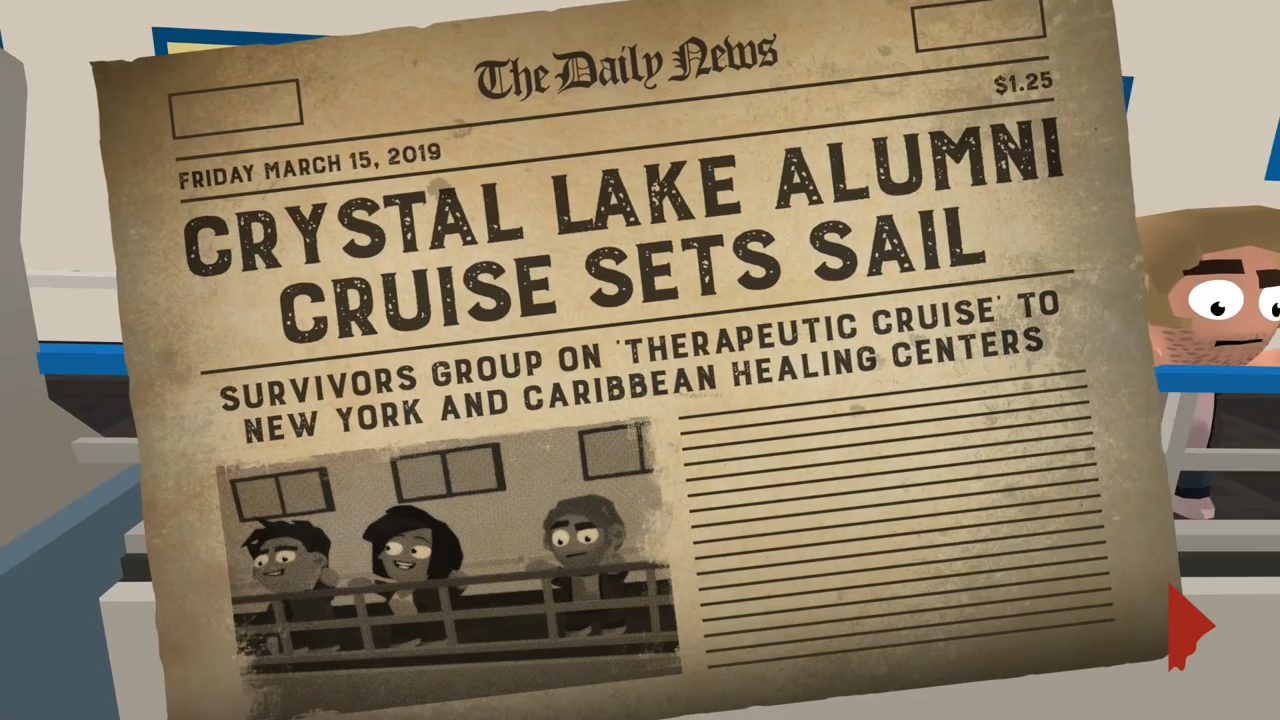 The Daily News
$1.25
FRIDAY MARCH 15, 2019
CRYSTAL LAKE ALUMNI
CRUISE SETS SAIL
SURVIVORS GROUP ON 'THERAPEUTIC CRUISE' TO
NEW YORK AND CARIBBEAN HEALING CENTERS